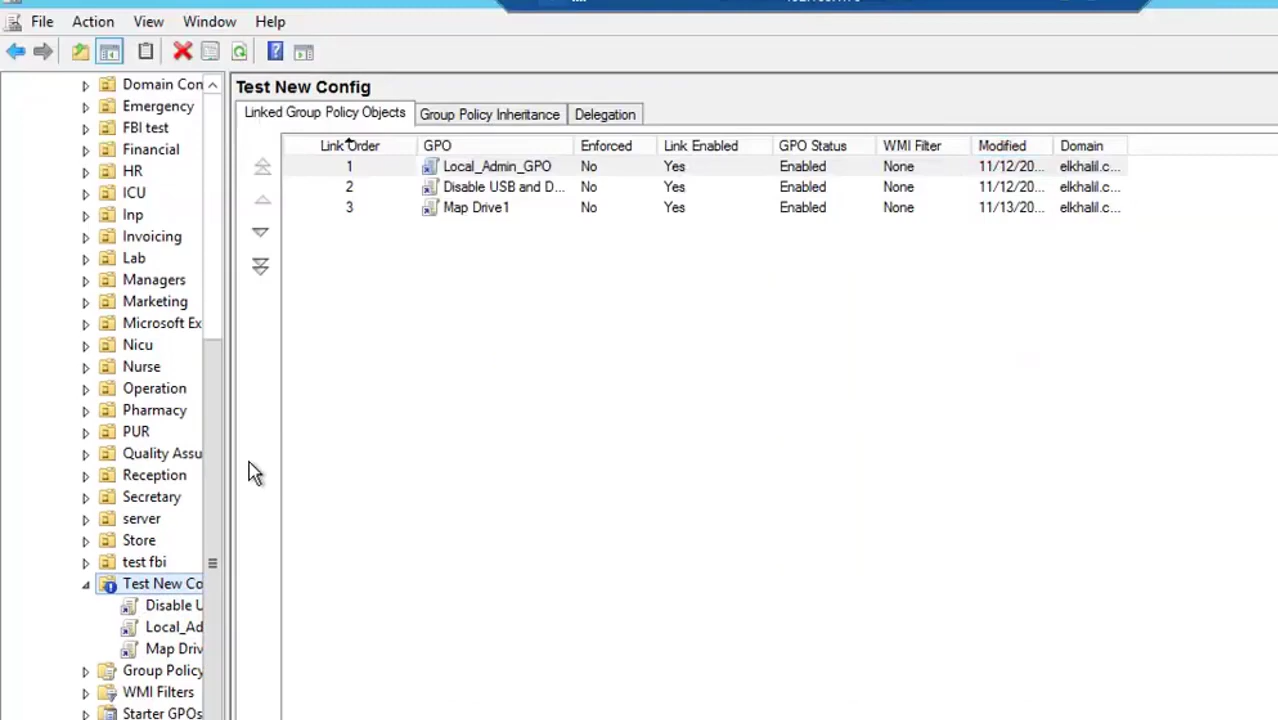 File Action View Window Help
Test New Config
Linked Group Policy Objects Group Policy Inheritance Delegation
Link Order GPO Enforced Link Enabled GPO Status WMI Filter Modified Domain
1 Local_Admin_GPO No Yes Enabled None 11/12/20... elkhalil.c...
2 Disable USB and D... No Yes Enabled None 11/12/20... elkhalil.c...
3 Map Drive1 No Yes Enabled None 11/13/20... elkhalil.c...
Domain Con
Emergency
FBI test
Financial
HR
ICU
Inp
Invoicing
Lab
Managers
Marketing
Microsoft Ex
Nicu
Nurse
Operation
Pharmacy
PUR
Quality Assu
Reception
Secretary
server
Store
test fbi
Test New Co
Disable U
Local_Ad
Map Driv
Group Policy
WMI Filters
Starter GPOs